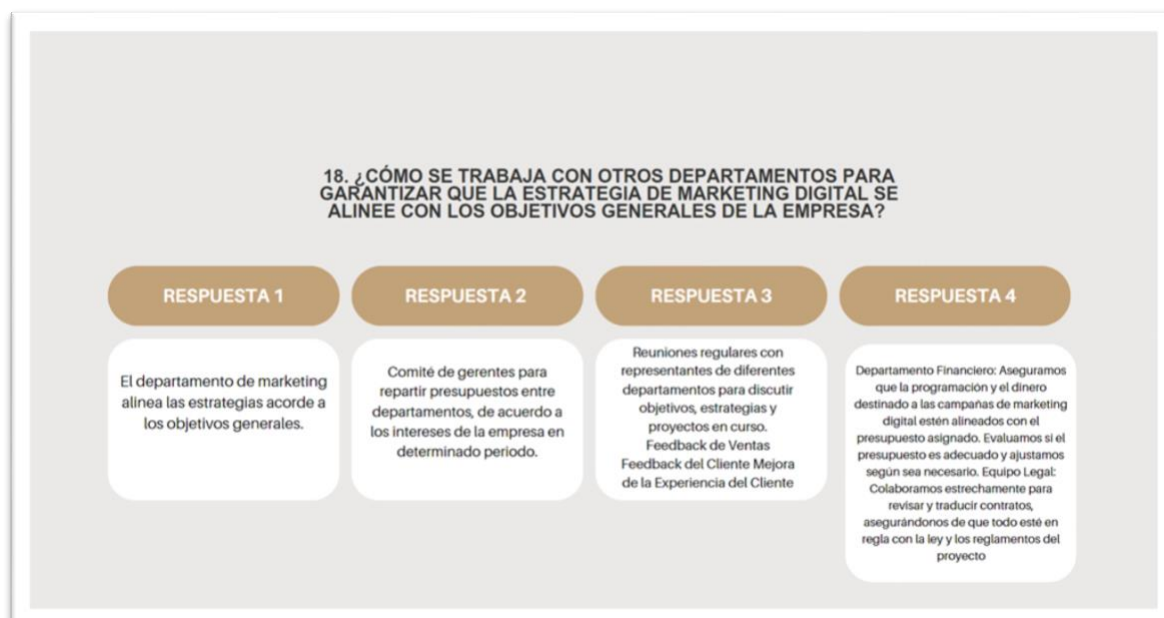 18. ¿CÓMO SE TRABAJA CON OTROS DEPARTAMENTOS PARA
GARANTIZAR QUE LA ESTRATEGIA DE MARKETING DIGITAL SE
ALINEE CON LOS OBJETIVOS GENERALES DE LA EMPRESA?
RESPUESTA 1
El departamento de marketing
alinea las estrategias acorde a
los objetivos generales.
RESPUESTA 2
Comité de gerentes para
repartir presupuestos entre
departamentos, de acuerdo a
los intereses de la empresa en
determinado periodo.
RESPUESTA 3
Reuniones regulares con
representantes de diferentes
departamentos para discutir
objetivos, estrategias y
proyectos en curso.
Feedback de Ventas
Feedback del Cliente Mejora
de la Experiencia del Cliente
RESPUESTA 4
Departamento Financiero: Aseguramos
que la programación y el dinero
destinado a las campañas de marketing
digital estén alineados con el
presupuesto asignado. Evaluamos si el
presupuesto es adecuado y ajustamos
según sea necesario. Equipo Legal:
Colaboramos estrechamente para
revisar y traducir contratos,
asegurándonos de que todo esté en
regla con la ley y los reglamentos del
proyecto